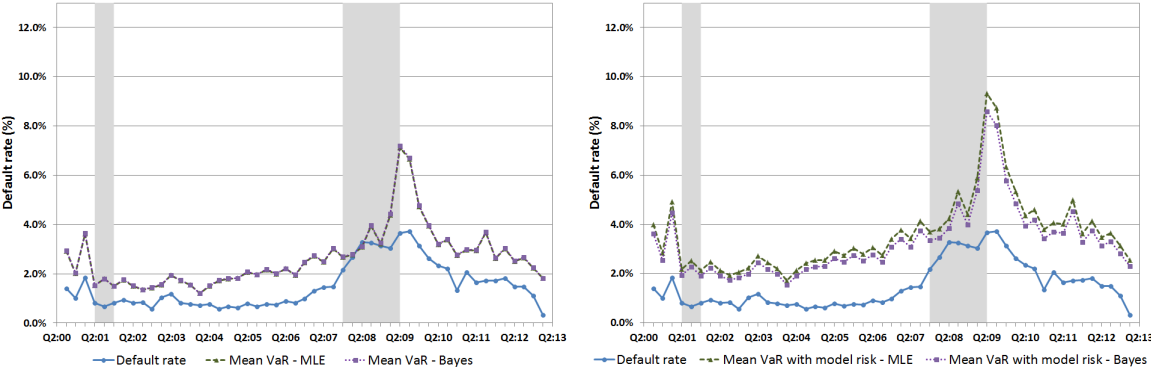 12.0%
10.0%
8.0%
6.0%
4.0%
2.0%
0.0%
Default rate (%)
Q2:00 Q2:01 Q2:02 Q2:03 Q2:04 Q2:05 Q2:06 Q2:07 Q2:08 Q2:09 Q2:10 Q2:11 Q2:12 Q2:13
Default rate Mean VaR - MLE Mean VaR - Bayes
12.0%
10.0%
8.0%
6.0%
4.0%
2.0%
0.0%
Default rate (%)
Q2:00 Q2:01 Q2:02 Q2:03 Q2:04 Q2:05 Q2:06 Q2:07 Q2:08 Q2:09 Q2:10 Q2:11 Q2:12 Q2:13
Default rate Mean VaR with model risk - MLE Mean VaR with model risk - Bayes